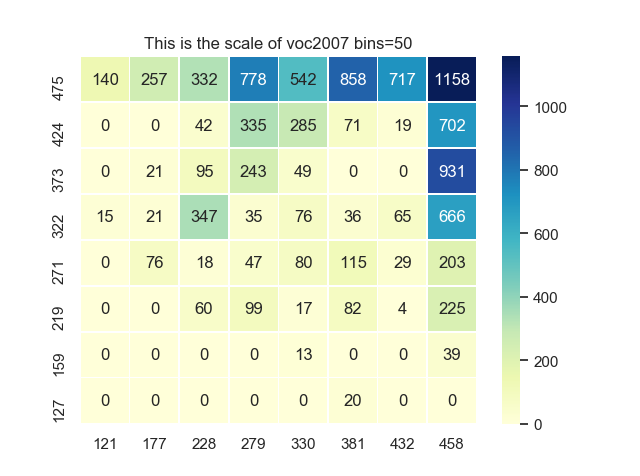 This is the scale of voc2007 bins=50
475 140 257 332 778 542 858 717 1158
424 0 0 42 335 285 71 19 702
373 0 21 95 243 49 0 0 931
322 15 21 347 35 76 36 65 666
271 0 76 18 47 80 115 29 203
219 0 0 60 99 17 82 4 225
159 0 0 0 0 13 0 0 39
127 0 0 0 0 0 20 0 0
121 177 228 279 330 381 432 458
1000
800
600
400
200
0